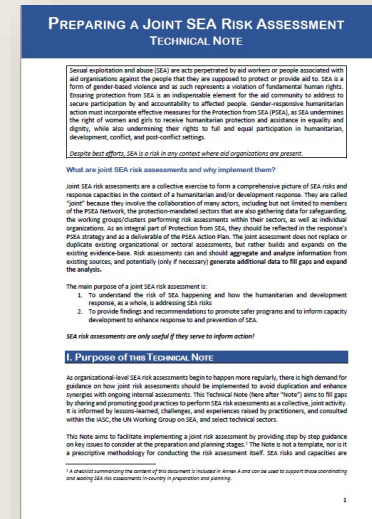 PREPARING A JOINT SEA RISK ASSESSMENT
TECHNICAL NOTE
Sexual exploitation and abuse (SEA) are acts perpetrated by aid workers or people associated with
aid organisations against the people that they are supposed to protect or provide aid to. SEA is a
form of gender-based violence and as such represents a violation of fundamental human rights.
Ensuring protection from SEA is an indispensable element for the aid community to address to
secure participation by and accountability to affected people. Gender-responsive humanitarian
action must incorporate effective measures for the Protection from SEA (PSEA), as SEA undermines
the right of women and girls to receive humanitarian protection and assistance in equality and
dignity, while also undermining their rights to full and equal participation in humanitarian,
development, conflict, and post-conflict settings.
Despite best efforts, SEA is a risk in any context where aid organizations are present.
What are joint SEA risk assessments and why implement them?
Joint SEA risk assessments are a collective exercise to form a comprehensive picture of SEA risks and
response capacities in the context of a humanitarian and/or development response. They are called
"joint" because they involve the collaboration of many actors, including but not limited to members
of the PSEA Network, the protection-mandated sectors that are also gathering data for safeguarding,
the working groups/clusters performing risk assessments within their sectors, as well as individual
organizations. As an integral part of Protection from SEA, they should be reflected in the response's
PSEA strategy and as a deliverable of the PSEA Action Plan. The joint assessment does not replace or
duplicate existing organizational or sectoral assessments, but rather builds and expands on the
existing evidence-base. Risk assessments can and should aggregate and analyze information from
existing sources, and potentially (only if necessary) generate additional data to fill gaps and expand
the analysis.
The main purpose of a joint SEA risk assessment is:
1. To understand the risk of SEA happening and how the humanitarian and development
response, as a whole, is addressing SEA risks
2. To provide findings and recommendations to promote safer programs and to inform capacity
development to enhance response to and prevention of SEA.
SEA risk assessments are only useful if they serve to inform action!
I. PURPOSE OF THIS TECHNICAL NOTE
As organizational-level SEA risk assessments begin to happen more regularly, there is high demand for
guidance on how joint risk assessments should be implemented to avoid duplication and enhance
synergies with ongoing internal assessments. This Technical Note (here after "Note") aims to fill gaps
by sharing and promoting good practices to perform SEA risk assessments as a collective, joint activity.
It is informed by lessons-learned, challenges, and experiences raised by practitioners, and consulted
within the IASC, the UN Working Group on SEA, and select technical sectors.
This Note aims to facilitate implementing a joint risk assessment by providing step by step guidance
on key issues to consider at the preparation and planning stages.¹ The Note is not a template, nor is it
a prescriptive methodology for conducting the risk assessment itself. SEA risks and capacities are
¹ A checklist summarizing the content of this document is included in Annex A and can be used to support those coordinating
and leading SEA risk assessments in-country in preparation and planning.
1